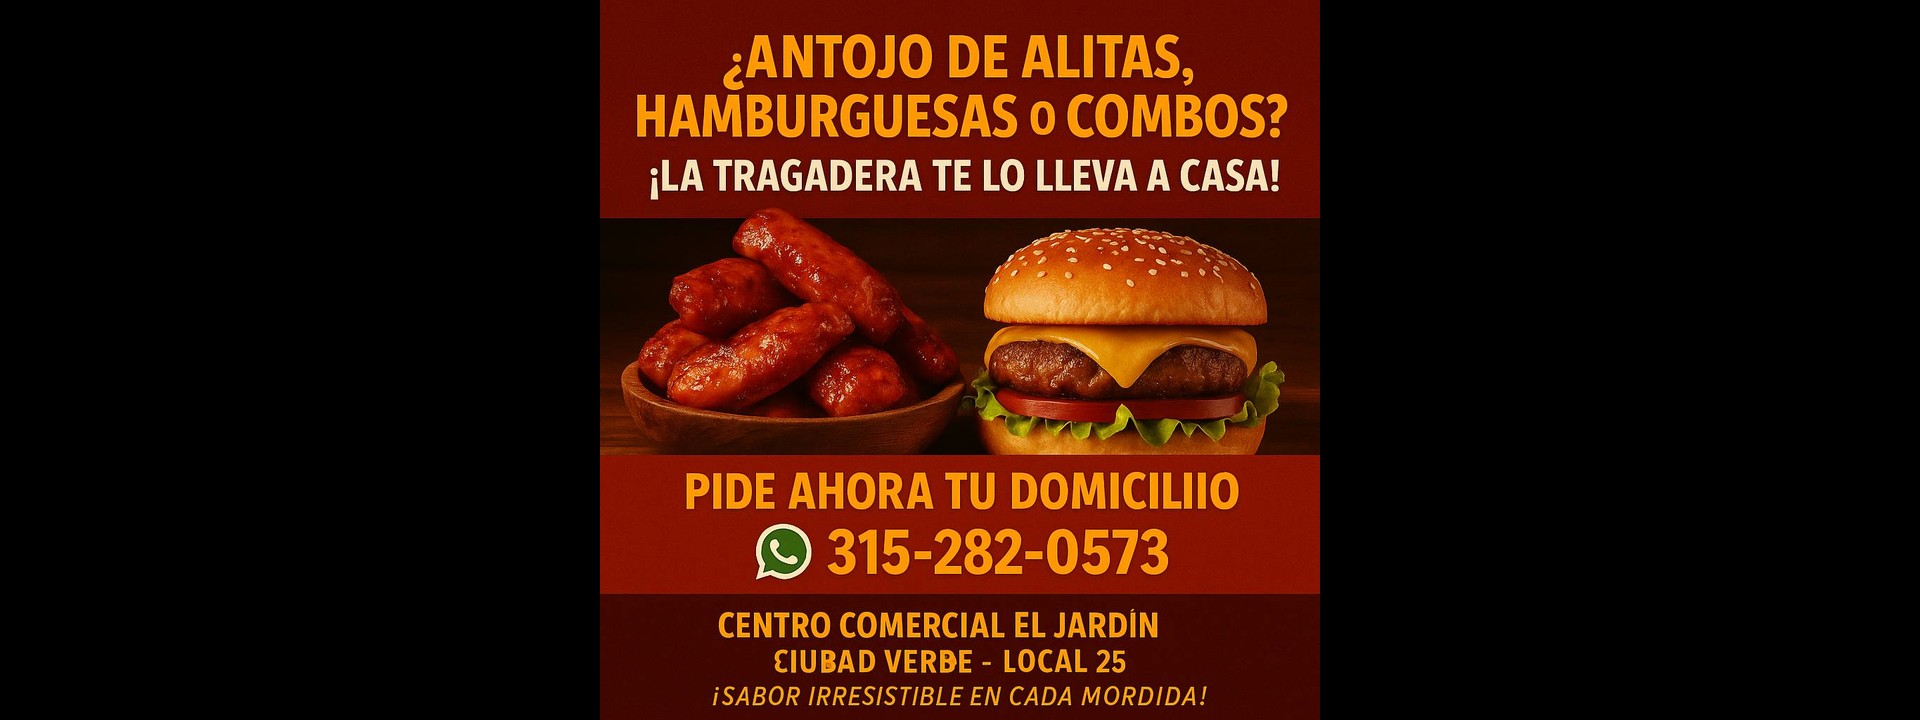 ¿ANTOJO DE ALITAS,
HAMBURGUESAS O COMBOS?
¡LA TRAGADERA TE LO LLEVA A CASA!
PIDE AHORA TU DOMICILIIO
315-282-0573
CENTRO COMERCIAL EL JARDÍN
CIUBAD VERBE - LOCAL 25
¡SABOR IRRESISTIBLE EN CADA MORDIDA!